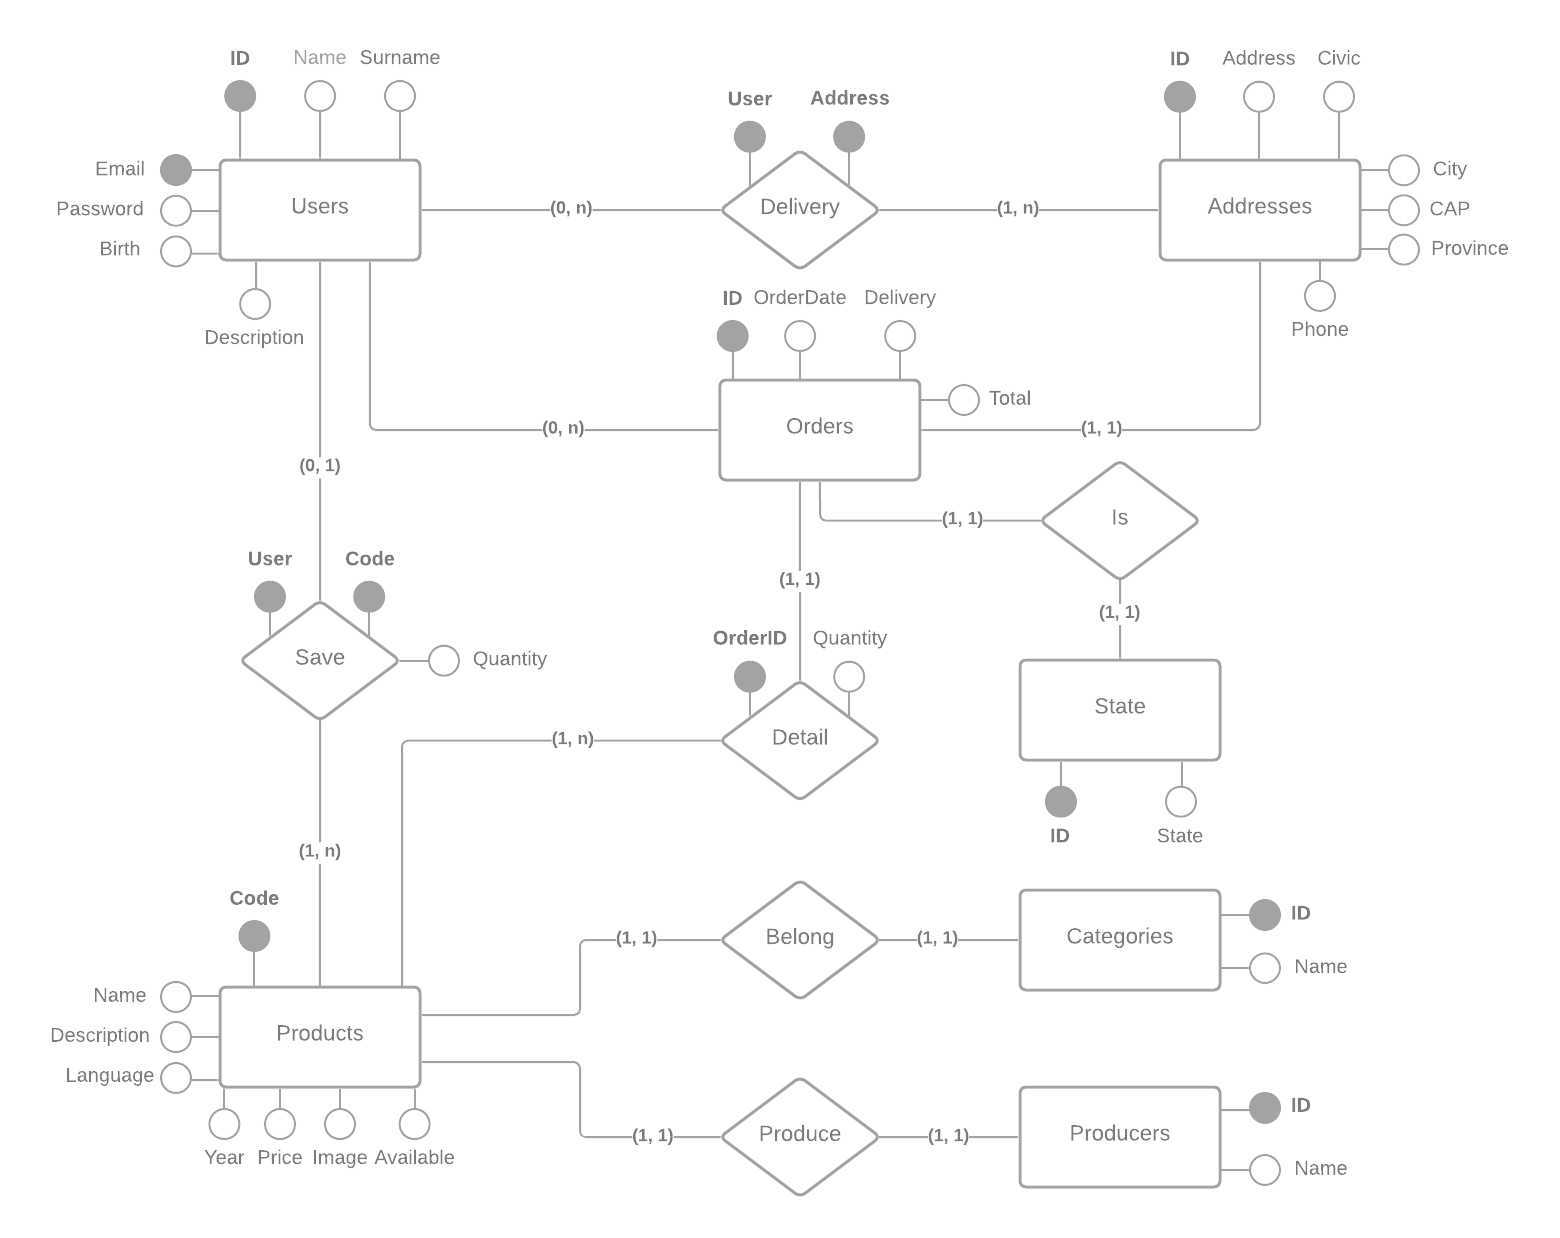 ID
Name
Surname
ID
Address
Civic
User
Address
Email
Password
Birth
Users
(0, n)
Delivery
(1, n)
Addresses
City
CAP
Province
Description
ID
OrderDate
Delivery
Phone
Total
(0, n)
Orders
(1, 1)
(0, 1)
(1, 1)
Is
User
Code
(1, 1)
(1, 1)
Save
Quantity
OrderID
Quantity
(1, n)
Detail
State
(1, n)
ID
State
Code
(1, 1)
Belong
(1, 1)
Categories
ID
Name
Name
Description
Language
Products
Year
Price
Image
Available
(1, 1)
Produce
(1, 1)
Producers
ID
Name